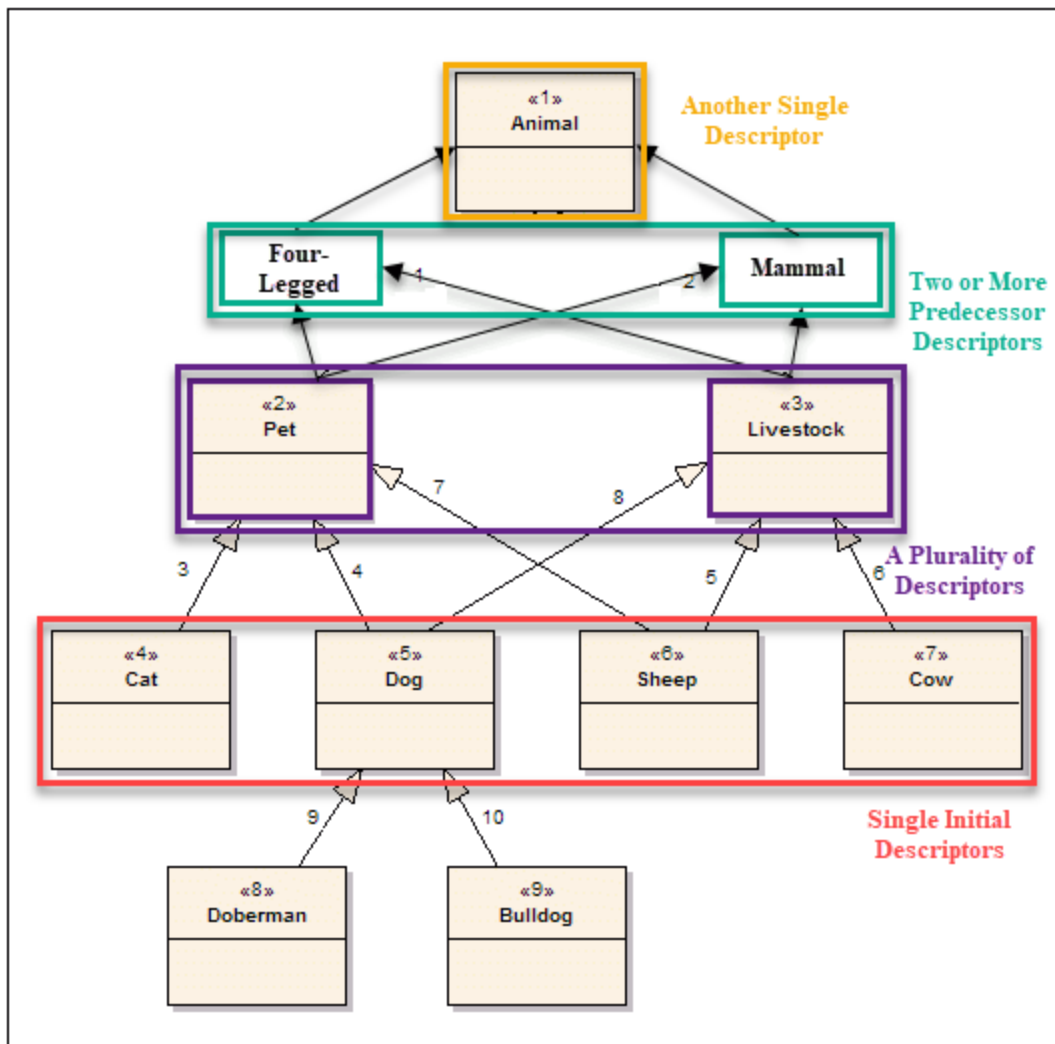 «1»
Animal
Another Single
Descriptor
Four-
Legged
1
2
Mammal
Two or More
Predecessor
Descriptors
«2»
Pet
«3»
Livestock
7
8
3
4
5
6
A Plurality of
Descriptors
«4»
Cat
«5»
Dog
«6»
Sheep
«7»
Cow
9
10
Single Initial
Descriptors
«8»
Doberman
«9»
Bulldog